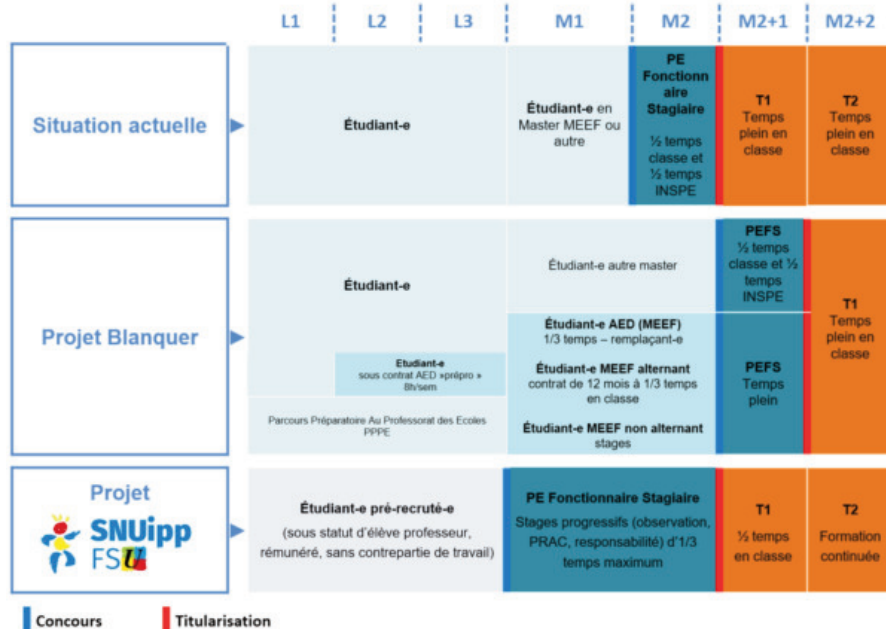 L1 L2 L3 M1 M2 M2+1 M2+2
Situation actuelle
Étudiant-e
Étudiant-e en
Master MEEF ou
autre
PE
Fonctionn
aire
Stagiaire
½ temps
classe et
½ temps
INSPE
T1
Temps
plein en
classe
T2
Temps
plein en
classe
Projet Blanquer
Étudiant-e
Etudiant-e
sous contrat AED »prépro »
8h/sem
Parcours Préparatoire Au Professorat des Ecoles
PPPE
Étudiant-e autre master
Étudiant-e AED (MEEF)
1/3 temps – remplaçant-e
Étudiant-e MEEF alternant
contrat de 12 mois à 1/3 temps
en classe
Étudiant-e MEEF non alternant
stages
PEFS
½ temps
classe et ½
temps
INSPE
PEFS
Temps
plein
T1
Temps
plein en
classe
Projet
SNUipp
FSU
Étudiant-e pré-recruté-e
(sous statut d'élève professeur,
rémunéré, sans contrepartie de travail)
PE Fonctionnaire Stagiaire
Stages progressifs (observation,
PRAC, responsabilité) d'1/3
temps maximum
T1
½ temps
en classe
T2
Formation
continuée
Concours
Titularisation